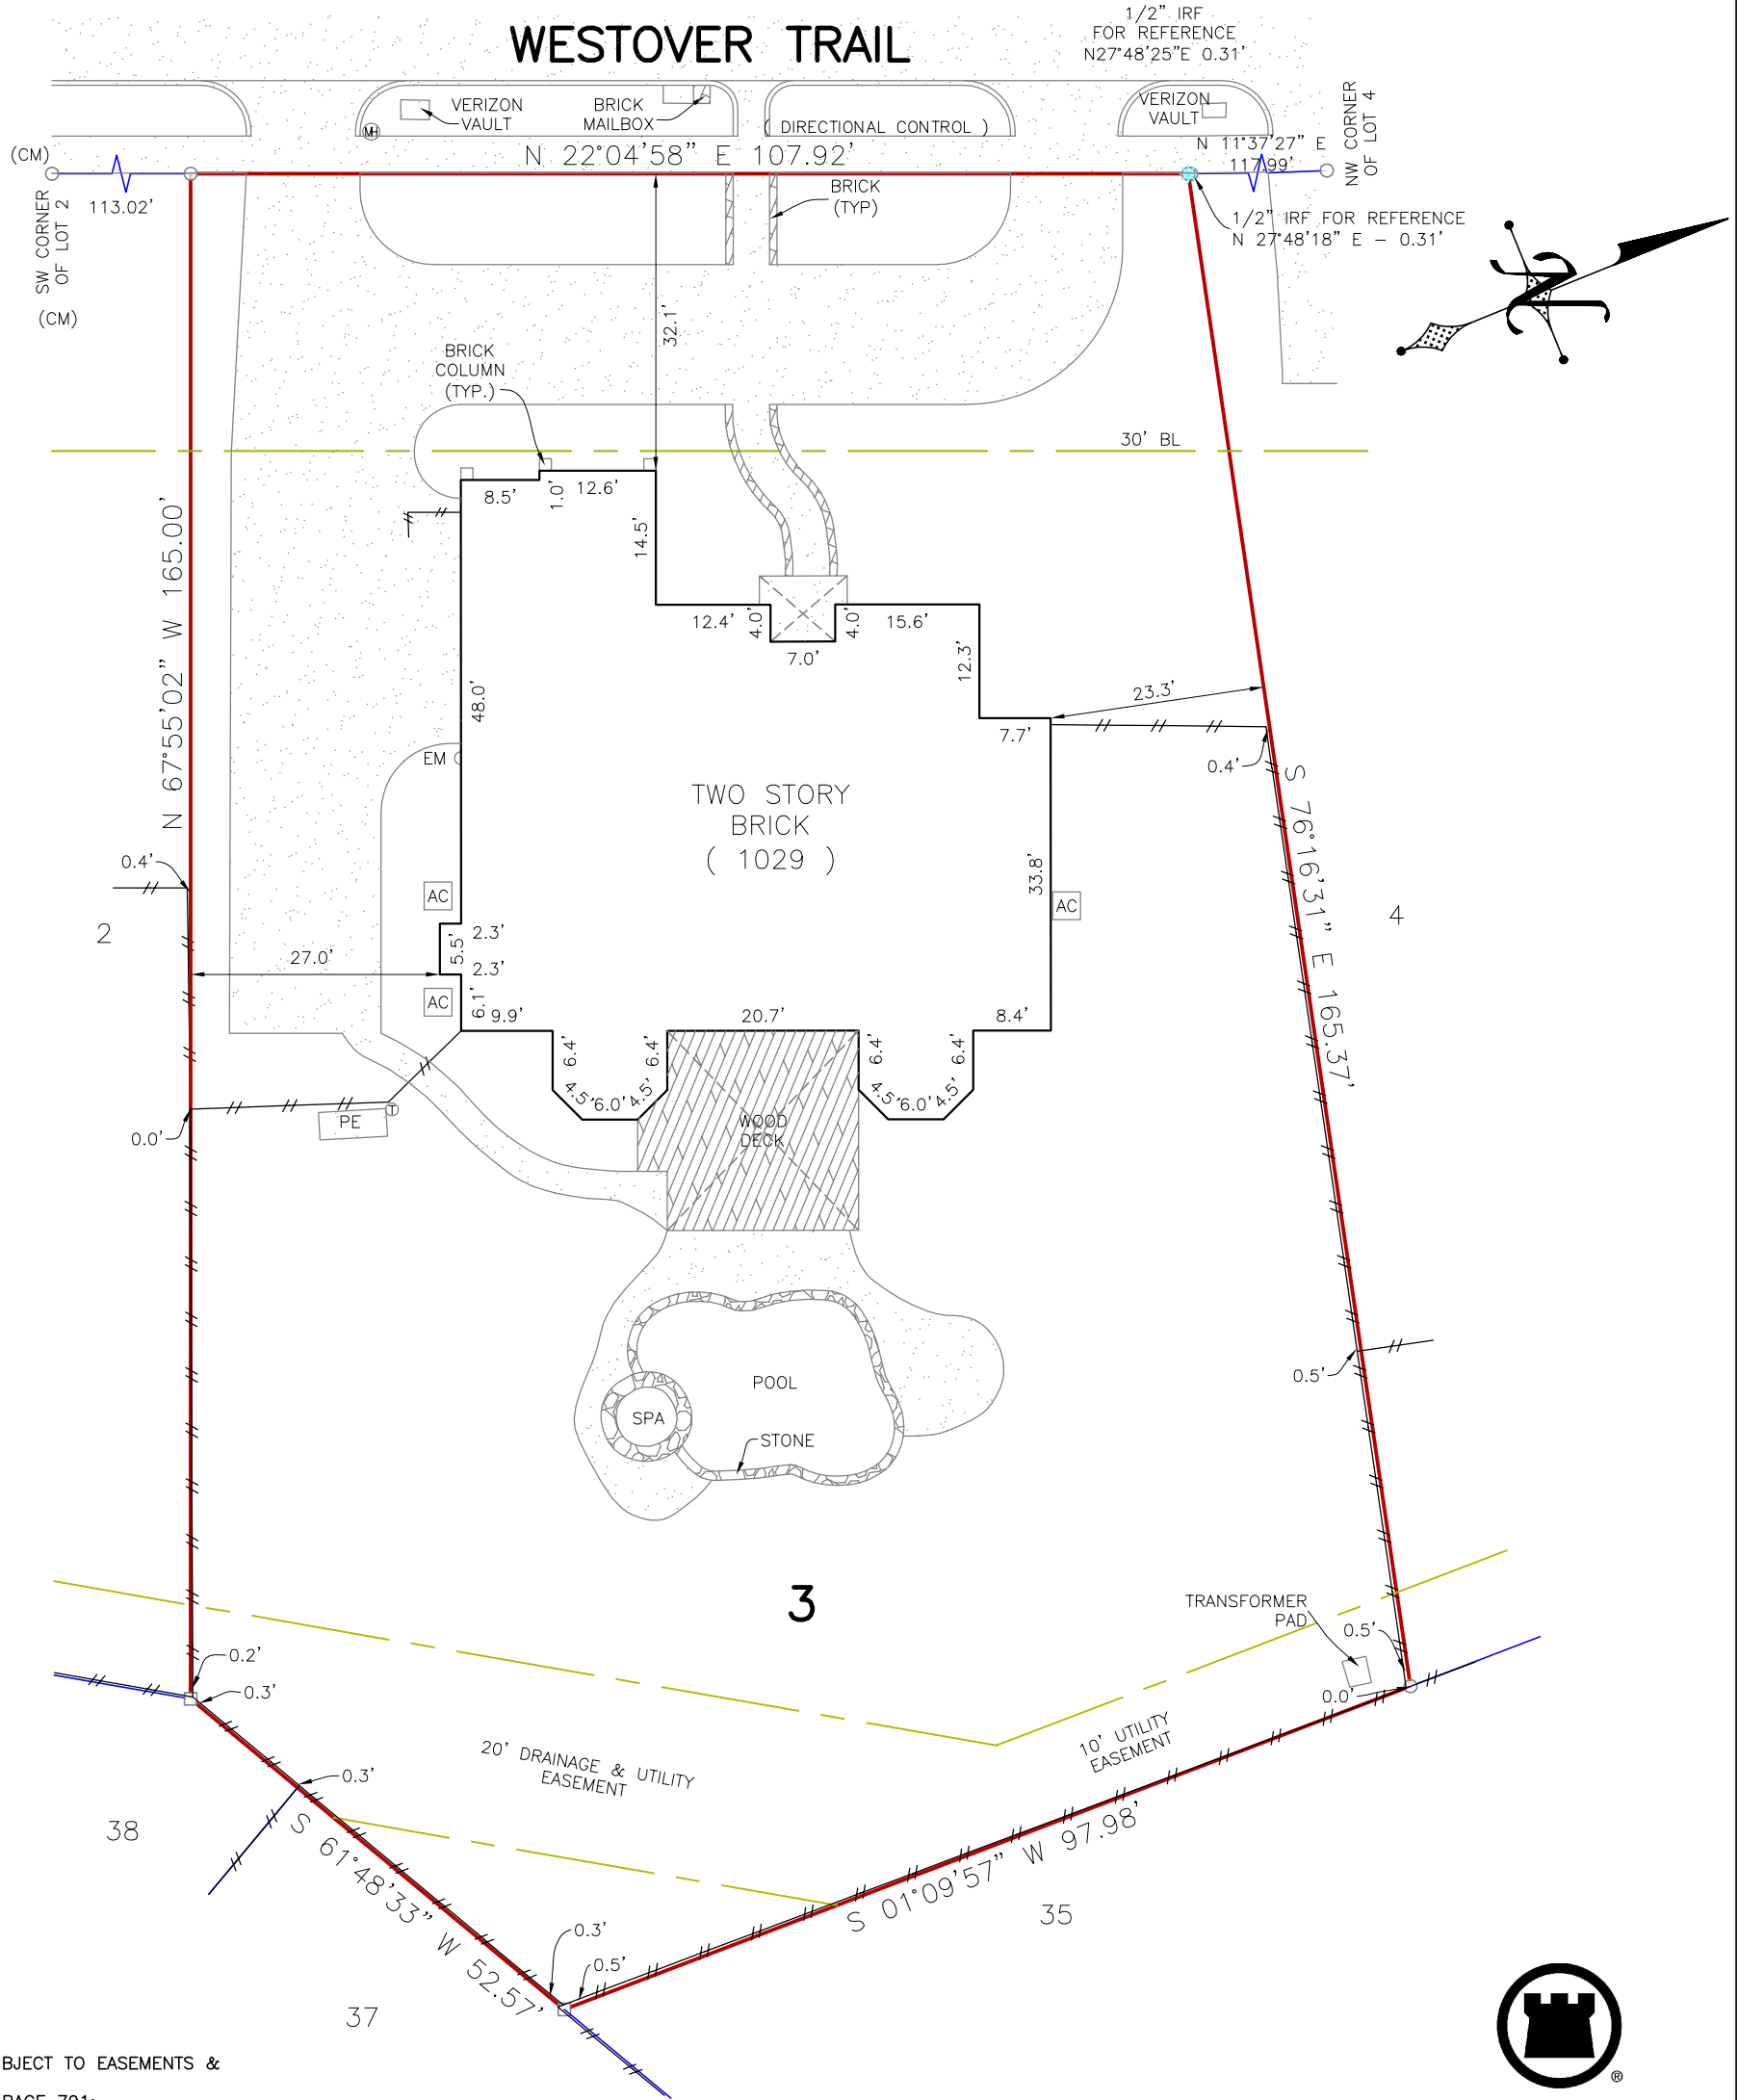 WESTOVER TRAIL
1/2" IRF
FOR REFERENCE
N27°48'25"E 0.31'
VERIZON
VAULT
BRICK
MAILBOX
MH
( DIRECTIONAL CONTROL )
VERIZON
VAULT
NW CORNER
OF LOT 4
(CM)
N 22°04'58" E 107.92'
N 11°37'27" E
117.99'
113.02'
SW CORNER
OF LOT 2
(CM)
BRICK
(TYP)
1/2" IRF FOR REFERENCE
N 27°48'18" E - 0.31'
N
32.1'
BRICK
COLUMN
(TYP.)
30' BL
8.5'
1.0'
12.6'
14.5'
N 67°55'02" W 165.00'
12.4'
4.0'
7.0'
4.0'
15.6'
12.3'
23.3'
7.7'
48.0'
EM
0.4'
TWO STORY
BRICK
( 1029 )
S 76°16'31" E 165.37'
0.4'
33.8'
AC
AC
2
4
2.3'
5.5'
2.3'
27.0'
AC
6.1'
9.9'
20.7'
8.4'
6.4'
6.4'
6.4'
6.4'
4.5'
6.0'
4.5'
4.5'
6.0'
4.5'
T
PE
0.0'
WOOD
DECK
POOL
SPA
STONE
0.5'
3
TRANSFORMER
PAD
0.5'
0.0'
0.2'
0.3'
20' DRAINAGE & UTILITY
EASEMENT
10' UTILITY
EASEMENT
0.3'
38
S 61°48'33" W 52.57'
S 01°09'57" W 97.98'
35
0.3'
0.5'
37
BJECT TO EASEMENTS &
PAGE 701;
®